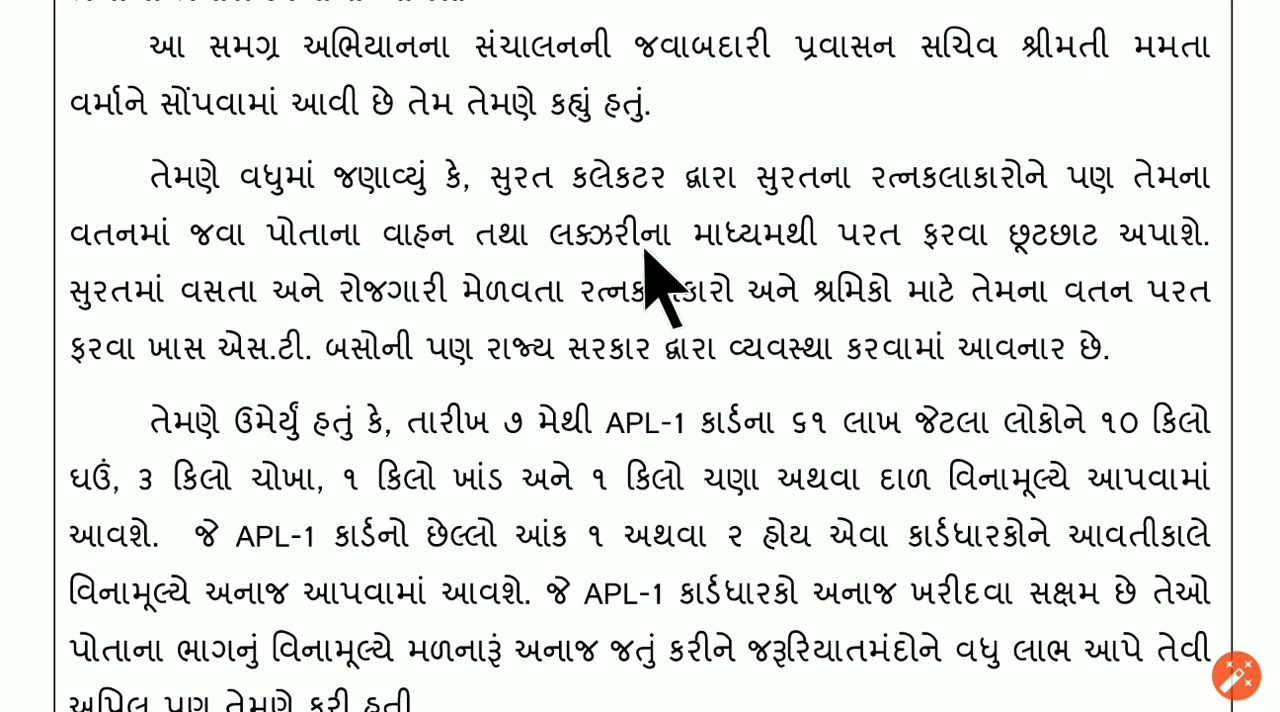 આ સમગ્ર અભિયાનના સંચાલનની જવાબદારી પ્રવાસન સચિવ શ્રીમતી મમતા
વર્માને સોંપવામાં આવી છે તેમ તેમણે કહ્યું હતું.
તેમણે વધુમાં જણાવ્યું કે, સુરત કલેકટર દ્વારા સુરતના રત્નકલાકારોને પણ તેમના
વતનમાં જવા પોતાના વાહન તથા લક્ઝરીના માધ્યમથી પરત ફરવા છૂટછાટ અપાશે.
સુરતમાં વસતા અને રોજગારી મેળવતા અને શ્રમિકો માટે તેમના વતન પરત
ફરવા ખાસ એસ.ટી. બસોની પણ રાજ્ય સરકાર દ્વારા વ્યવસ્થા કરવામાં આવનાર છે.
તેમણે ઉમેર્યું હતું કે, તારીખ ૭ મેથી APL-1 કાર્ડના ૬૧ લાખ જેટલા લોકોને ૧૦ કિલો
ઘઉં, ૩ કિલો ચોખા, ૧ કિલો ખાંડ અને ૧ કિલો ચણા અથવા દાળ વિનામૂલ્યે આપવામાં
આવશે. જે APL-1 કાર્ડનો છેલ્લો આંક ૧ અથવા ૨ હોય એવા કાર્ડધારકોને આવતીકાલે
વિનામૂલ્યે અનાજ આપવામાં આવશે. જે APL-1 કાર્ડધારકો અનાજ ખરીદવા સક્ષમ છે તેઓ
પોતાના ભાગનું વિનામૂલ્યે મળનારૂં અનાજ જતું કરીને જરૂરિયાતમંદોને વધુ લાભ આપે તેવી
અપિલ પણ તેમણે કરી હતી